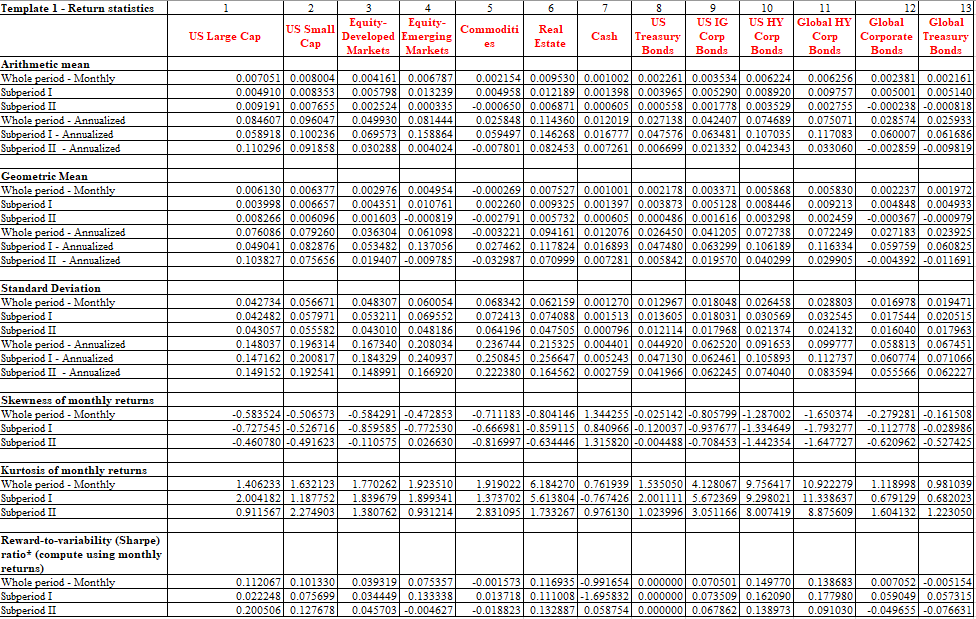 Template 1 - Return statistics 1 2 3 4 5 6 7 8 9 10 11 12 13
US Large Cap US Small Cap Equity-Developed Markets Equity-Emerging Markets Commodities Real Estate Cash US Treasury Bonds US IG Corp Bonds US HY Corp Bonds Global HY Corp Bonds Global Corporate Bonds Global Treasury Bonds
Arithmetic mean
Whole period - Monthly 0.007051 0.008004 0.004161 0.006787 0.002154 0.009530 0.001002 0.002261 0.003534 0.006224 0.006256 0.002381 0.002161
Subperiod I 0.004910 0.008353 0.005798 0.013239 0.004958 0.012189 0.001398 0.003965 0.005290 0.008920 0.009757 0.005001 0.005140
Subperiod II 0.009191 0.007655 0.002524 0.000335 -0.000650 0.006871 0.000605 0.000558 0.001778 0.003529 0.002755 -0.000238 -0.000818
Whole period - Annualized 0.084607 0.096047 0.049930 0.081444 0.025848 0.114360 0.012019 0.027138 0.042407 0.074689 0.075071 0.028574 0.025933
Subperiod I - Annualized 0.058918 0.100236 0.069573 0.158864 0.059497 0.146268 0.016777 0.047576 0.063481 0.107035 0.117083 0.060007 0.061686
Subperiod II - Annualized 0.110296 0.091858 0.030288 0.004024 -0.007801 0.082453 0.007261 0.006699 0.021332 0.042343 0.033060 -0.002859 -0.009819
Geometric Mean
Whole period - Monthly 0.006130 0.006377 0.002976 0.004954 -0.000269 0.007527 0.001001 0.002178 0.003371 0.005868 0.005830 0.002237 0.001972
Subperiod I 0.003998 0.006657 0.004351 0.010761 0.002260 0.009325 0.001397 0.003873 0.005128 0.008446 0.009213 0.004848 0.004933
Subperiod II 0.008266 0.006096 0.001603 -0.000819 -0.002791 0.005732 0.000605 0.000486 0.001616 0.003298 0.002459 -0.000367 -0.000979
Whole period - Annualized 0.076086 0.079260 0.036304 0.061098 -0.003221 0.094161 0.012076 0.026450 0.041205 0.072738 0.072249 0.027183 0.023925
Subperiod I - Annualized 0.049041 0.082876 0.053482 0.137056 0.027462 0.117824 0.016893 0.047480 0.063299 0.106189 0.116334 0.059759 0.060825
Subperiod II - Annualized 0.103827 0.075656 0.019407 -0.009785 -0.032987 0.070999 0.007281 0.005842 0.019570 0.040299 0.029905 -0.004392 -0.011691
Standard Deviation
Whole period - Monthly 0.042734 0.056671 0.048307 0.060054 0.068342 0.062159 0.001270 0.012967 0.018048 0.026458 0.028803 0.016978 0.019471
Subperiod I 0.042482 0.057971 0.053211 0.069552 0.072413 0.074088 0.001513 0.013605 0.018031 0.030569 0.032545 0.017544 0.020515
Subperiod II 0.043057 0.055582 0.043010 0.048186 0.064196 0.047505 0.000796 0.012114 0.017968 0.021374 0.024132 0.016040 0.017963
Whole period - Annualized 0.148037 0.196314 0.167340 0.208034 0.236744 0.215325 0.004401 0.044920 0.062520 0.091653 0.099777 0.058813 0.067451
Subperiod I - Annualized 0.147162 0.200817 0.184329 0.240937 0.250845 0.256647 0.005243 0.047130 0.062461 0.105893 0.112737 0.060774 0.071066
Subperiod II - Annualized 0.149152 0.192541 0.148991 0.166920 0.222380 0.164562 0.002759 0.041966 0.062245 0.074040 0.083594 0.055566 0.062227
Skewness of monthly returns
Whole period - Monthly -0.583524 -0.506573 -0.584291 -0.472853 -0.711183 -0.804146 1.344255 -0.025142 -0.805799 -1.287002 -1.650374 -0.279281 -0.161508
Subperiod I -0.727545 -0.526716 -0.859585 -0.772530 -0.666981 -0.859115 0.840966 -0.120037 -0.937677 -1.334649 -1.793277 -0.112778 -0.028986
Subperiod II -0.460780 -0.491623 -0.110575 0.026630 -0.816997 -0.634446 1.315820 -0.004488 -0.708453 -1.442354 -1.647727 -0.620962 -0.527425
Kurtosis of monthly returns
Whole period - Monthly 1.406233 1.632123 1.770262 1.923510 1.919022 6.184270 0.761939 1.535050 4.128067 9.756417 10.922279 1.118998 0.981039
Subperiod I 2.004182 1.187752 1.839679 1.899341 1.373702 5.613804 -0.767426 2.001111 5.672369 9.298021 11.338637 0.679129 0.682023
Subperiod II 0.911567 2.274903 1.380762 0.931214 2.831095 1.733267 0.976130 1.023996 3.051166 8.007419 8.875609 1.604132 1.223050
Reward-to-variability (Sharpe)
ratio* (compute using monthly
returns)
Whole period - Monthly 0.112067 0.101330 0.039319 0.075357 -0.001573 0.116935 -0.991654 0.000000 0.070501 0.149770 0.138683 0.007052 -0.005154
Subperiod I 0.022248 0.075699 0.034449 0.133338 0.013718 0.111008 -1.695832 0.000000 0.073509 0.162090 0.177980 0.059049 0.057315
Subperiod II 0.200506 0.127678 0.045703 -0.004627 -0.018823 0.132887 0.058754 0.000000 0.067862 0.138973 0.091030 -0.049655 -0.076631